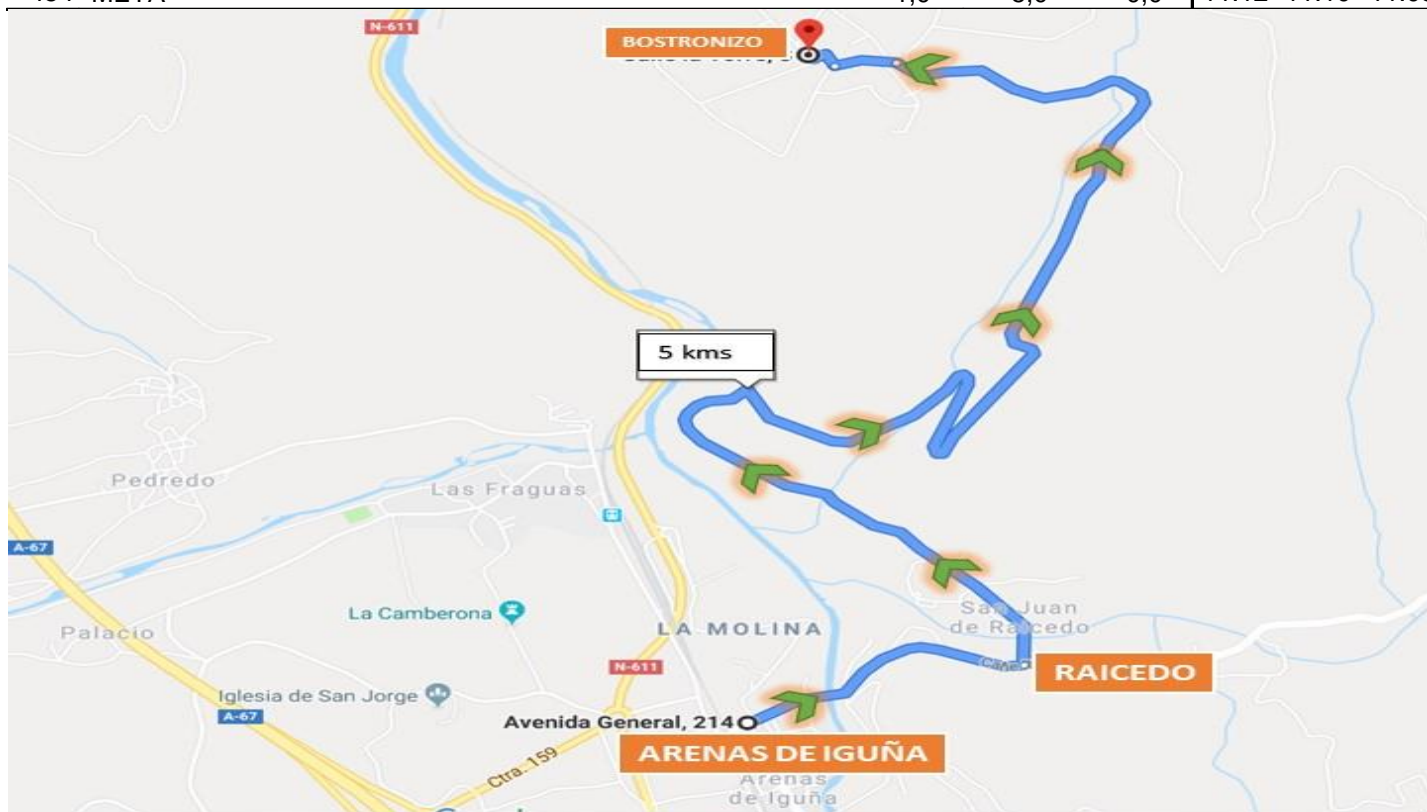 META
N-611
BOSTRONIZO
5 kms
Pedredo
Las Fraguas
A-67
La Camberona
San Juan
de Raicedo
Palacio
LA MOLINA
N-611
RAICEDO
Iglesia de San Jorge
A-67
Avenida General, 214
ARENAS DE IGUÑA
Ctra. 159
Arenas
de Iguña